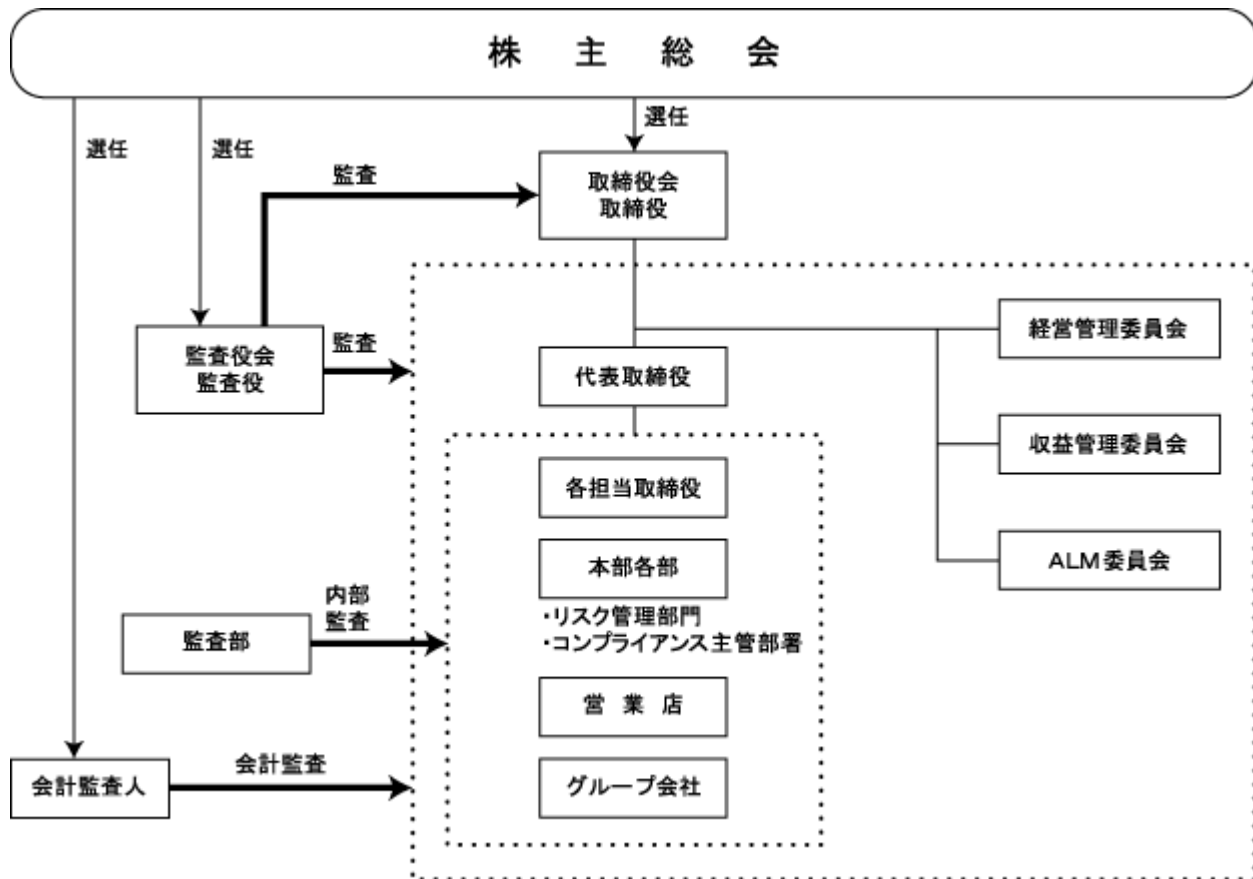 株 主 総 会
選任
選任
選任
監査
取締役会
取締役
監査役会
監査役
監査
代表取締役
経営管理委員会
収益管理委員会
ALM委員会
各担当取締役
本部各部
・リスク管理部門
・コンプライアンス主管部署
内部
監査
監査部
営 業 店
会計監査人
会計監査
グループ会社